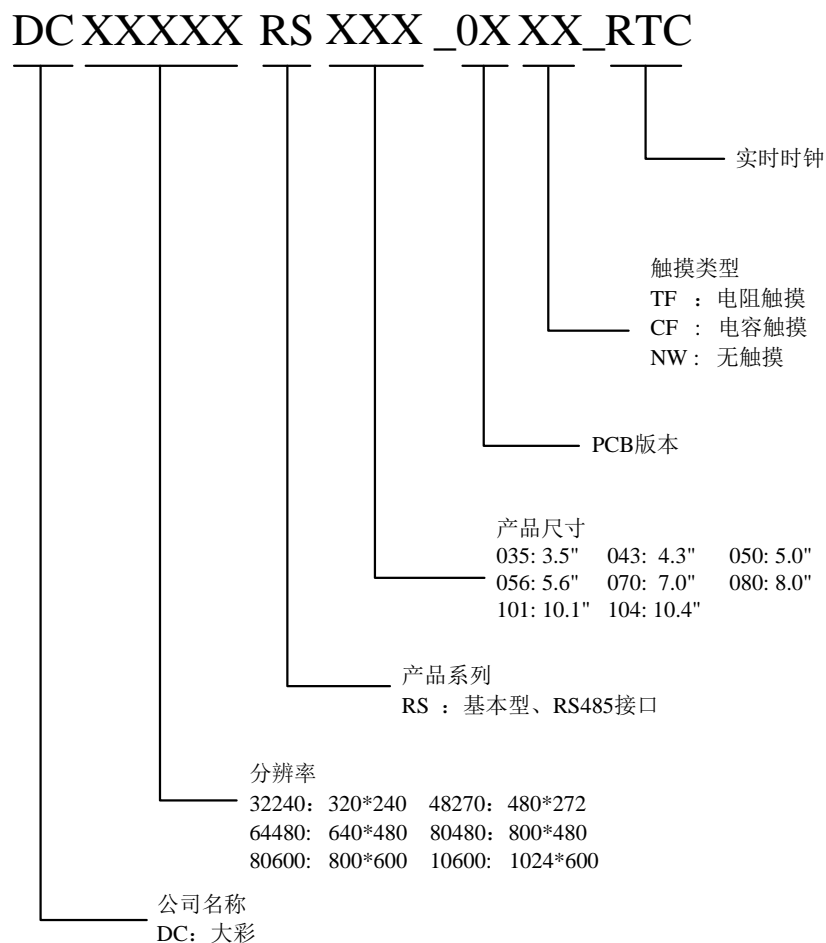 DC XXXXX RS XXX _0X XX_RTC
实时时钟
触摸类型
TF ：电阻触摸
CF ： 电容触摸
NW： 无触摸
PCB版本
产品尺寸
035: 3.5" 043: 4.3" 050: 5.0"
056: 5.6" 070: 7.0" 080: 8.0"
101: 10.1" 104: 10.4"
产品系列
RS ：基本型、RS485接口
分辨率
32240：320*240 48270：480*272
64480: 640*480 80480：800*480
80600: 800*600 10600: 1024*600
公司名称
DC：大彩